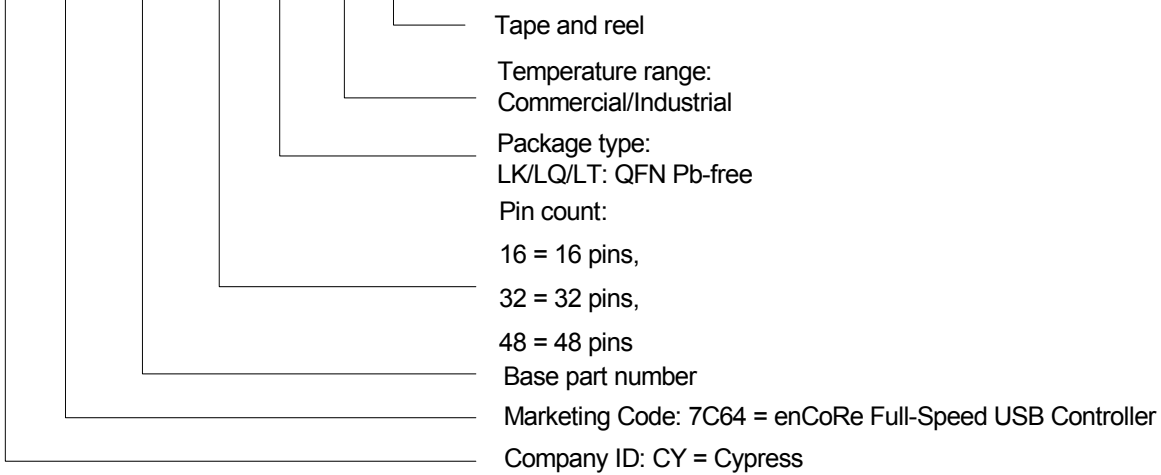 Tape and reel
Temperature range:
Commercial/Industrial
Package type:
LK/LQ/LT: QFN Pb-free
Pin count:
16 = 16 pins,
32 = 32 pins,
48 = 48 pins
Base part number
Marketing Code: 7C64 = enCoRe Full-Speed USB Controller
Company ID: CY = Cypress